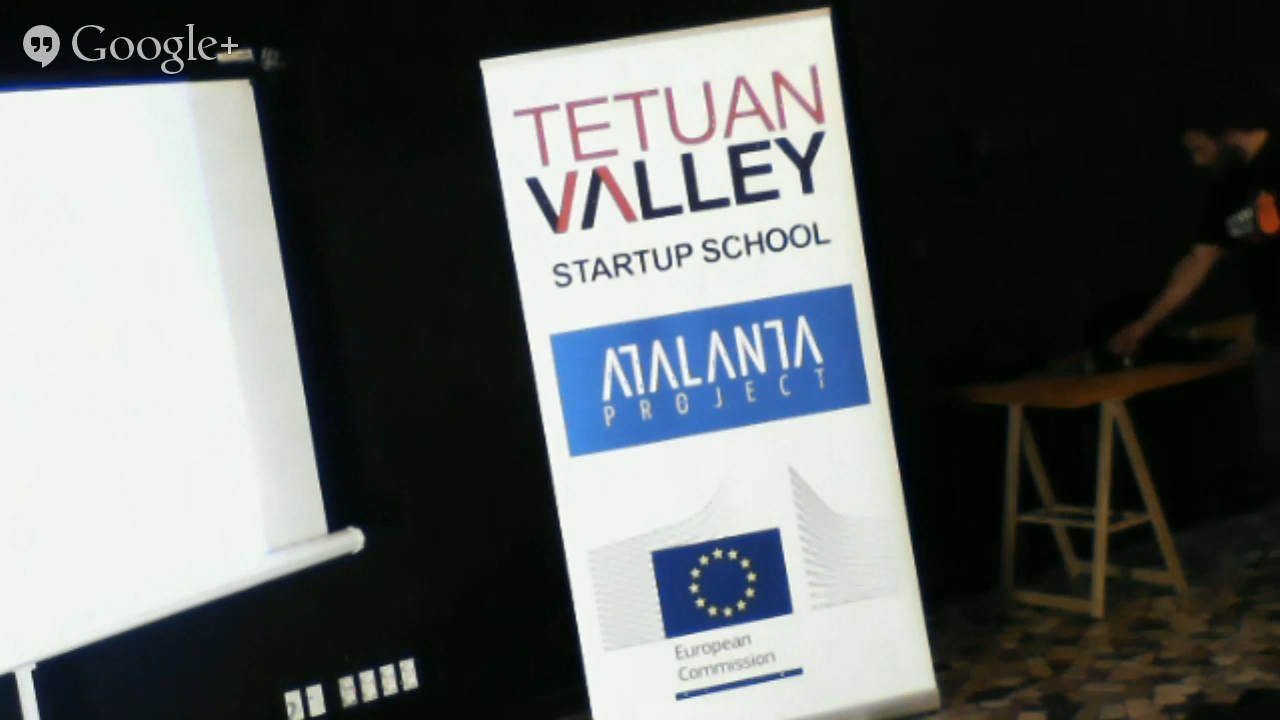 Google+
TETUAN
VALLEY
STARTUP SCHOOL
ATALANTA
PROJECT
European
Commission